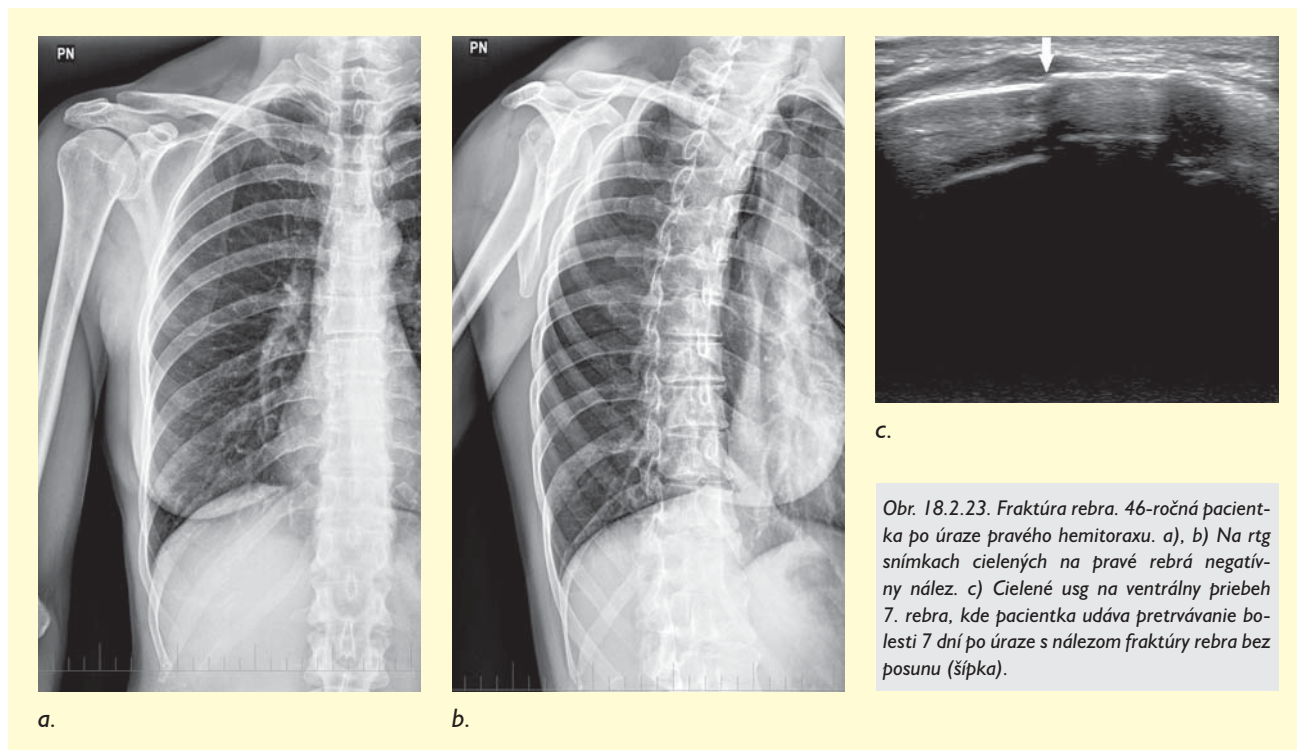 PN
PN
a.
b.
c.
Obr. 18.2.23. Fraktúra rebra. 46-ročná pacient-
ka po úraze pravého hemitoraxu. a), b) Na rtg
snímkach cielených na pravé rebrá negatív-
ny nález. c) Cielené usg na ventrálny priebeh
7. rebra, kde pacientka udáva pretrvávanie bo-
lesti 7 dní po úraze s nálezom fraktúry rebra bez
posunu (šípka).